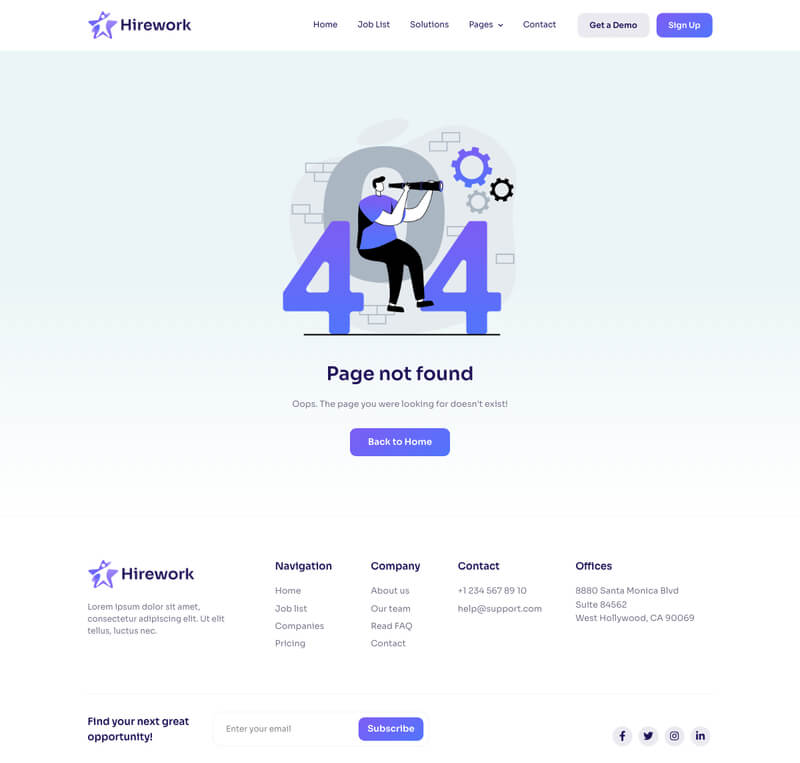 Hirework
Home Job List Solutions Pages Contact Get a Demo Sign Up
404
Page not found
Oops. The page you were looking for doesn't exist!
Back to Home
Hirework
Lorem ipsum dolor sit amet,
consectetur adipiscing elit. Ut elit
tellus, luctus nec.
Navigation
Home
Job list
Companies
Pricing
Company
About us
Our team
Read FAQ
Contact
Contact
+1 234 567 89 10
help@support.com
Offices
8880 Santa Monica Blvd
Suite 84562
West Hollywood, CA 90069
Find your next great
opportunity!
Enter your email
Subscribe